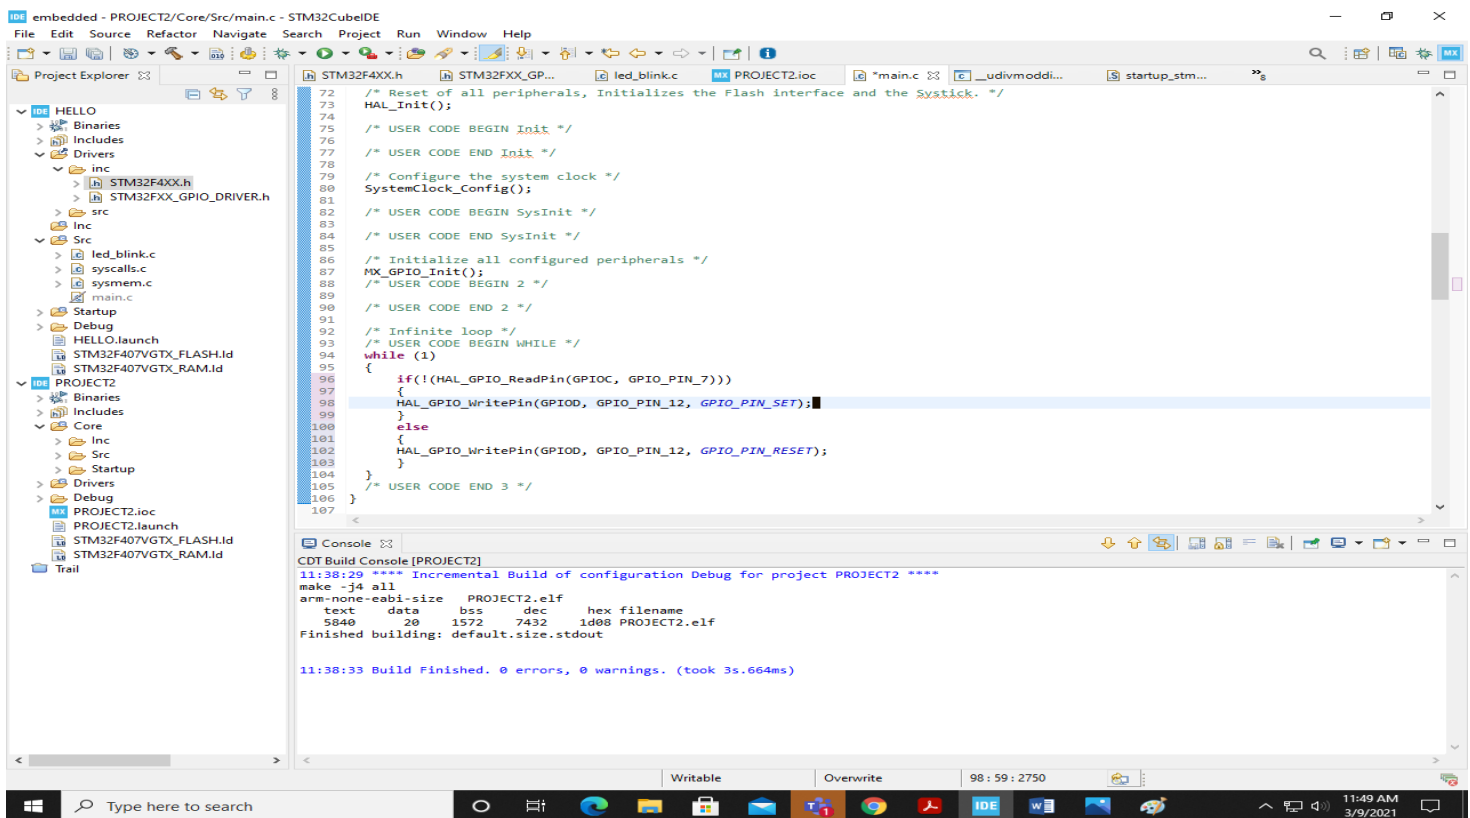 IDE embedded - PROJECT2/Core/Src/main.c - STM32CubeIDE
File Edit Source Refactor Navigate Search Project Run Window Help
Project Explorer
HELLO
Binaries
Includes
Drivers
inc
STM32F4XX.h
STM32FXX_GPIO_DRIVER.h
src
Inc
Src
led_blink.c
syscalls.c
sysmem.c
main.c
Startup
Debug
HELLO.launch
STM32F407VGTX_FLASH.ld
STM32F407VGTX_RAM.ld
PROJECT2
Binaries
Includes
Core
Inc
Src
Startup
Drivers
Debug
PROJECT2.ioc
PROJECT2.launch
STM32F407VGTX_FLASH.ld
STM32F407VGTX_RAM.ld
Trail
STM32F4XX.h STM32FXX_GP... led_blink.c MX PROJECT2.ioc *main.c __udivmoddi... startup_stm... »8
72 /* Reset of all peripherals, Initializes the Flash interface and the Systick. */
73 HAL_Init();
74
75 /* USER CODE BEGIN Init */
76
77 /* USER CODE END Init */
78
79 /* Configure the system clock */
80 SystemClock_Config();
81
82 /* USER CODE BEGIN SysInit */
83
84 /* USER CODE END SysInit */
85
86 /* Initialize all configured peripherals */
87 MX_GPIO_Init();
88 /* USER CODE BEGIN 2 */
89
90 /* USER CODE END 2 */
91
92 /* Infinite loop */
93 /* USER CODE BEGIN WHILE */
94 while (1)
95 {
96 if(!(HAL_GPIO_ReadPin(GPIOC, GPIO_PIN_7)))
97 {
98 HAL_GPIO_WritePin(GPIOD, GPIO_PIN_12, GPIO_PIN_SET);
99 }
100 else
101 {
102 HAL_GPIO_WritePin(GPIOD, GPIO_PIN_12, GPIO_PIN_RESET);
103 }
104 }
105 /* USER CODE END 3 */
106 }
107
Console
CDT Build Console [PROJECT2]
11:38:29 **** Incremental Build of configuration Debug for project PROJECT2 ****
make -j4 all
arm-none-eabi-size PROJECT2.elf
text data bss dec hex filename
5840 20 1572 7432 1d08 PROJECT2.elf
Finished building: default.size.stdout
11:38:33 Build Finished. 0 errors, 0 warnings. (took 3s.664ms)
Writable Overwrite 98 : 59 : 2750
Type here to search
IDE
11:49 AM
3/9/2021